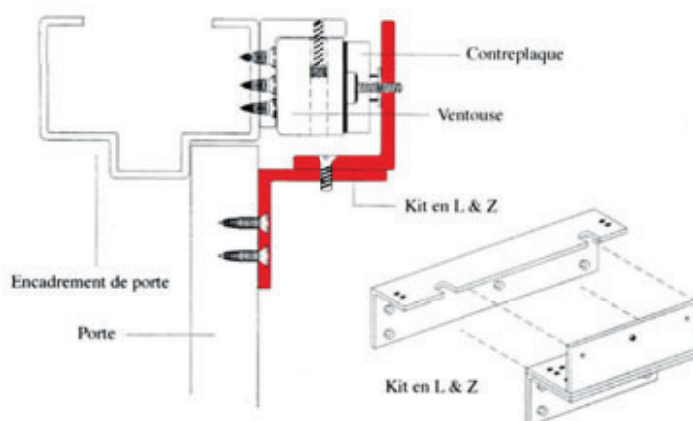 Contreplaque
Ventouse
Kit en L & Z
Encadrement de porte
Porte
Kit en L & Z